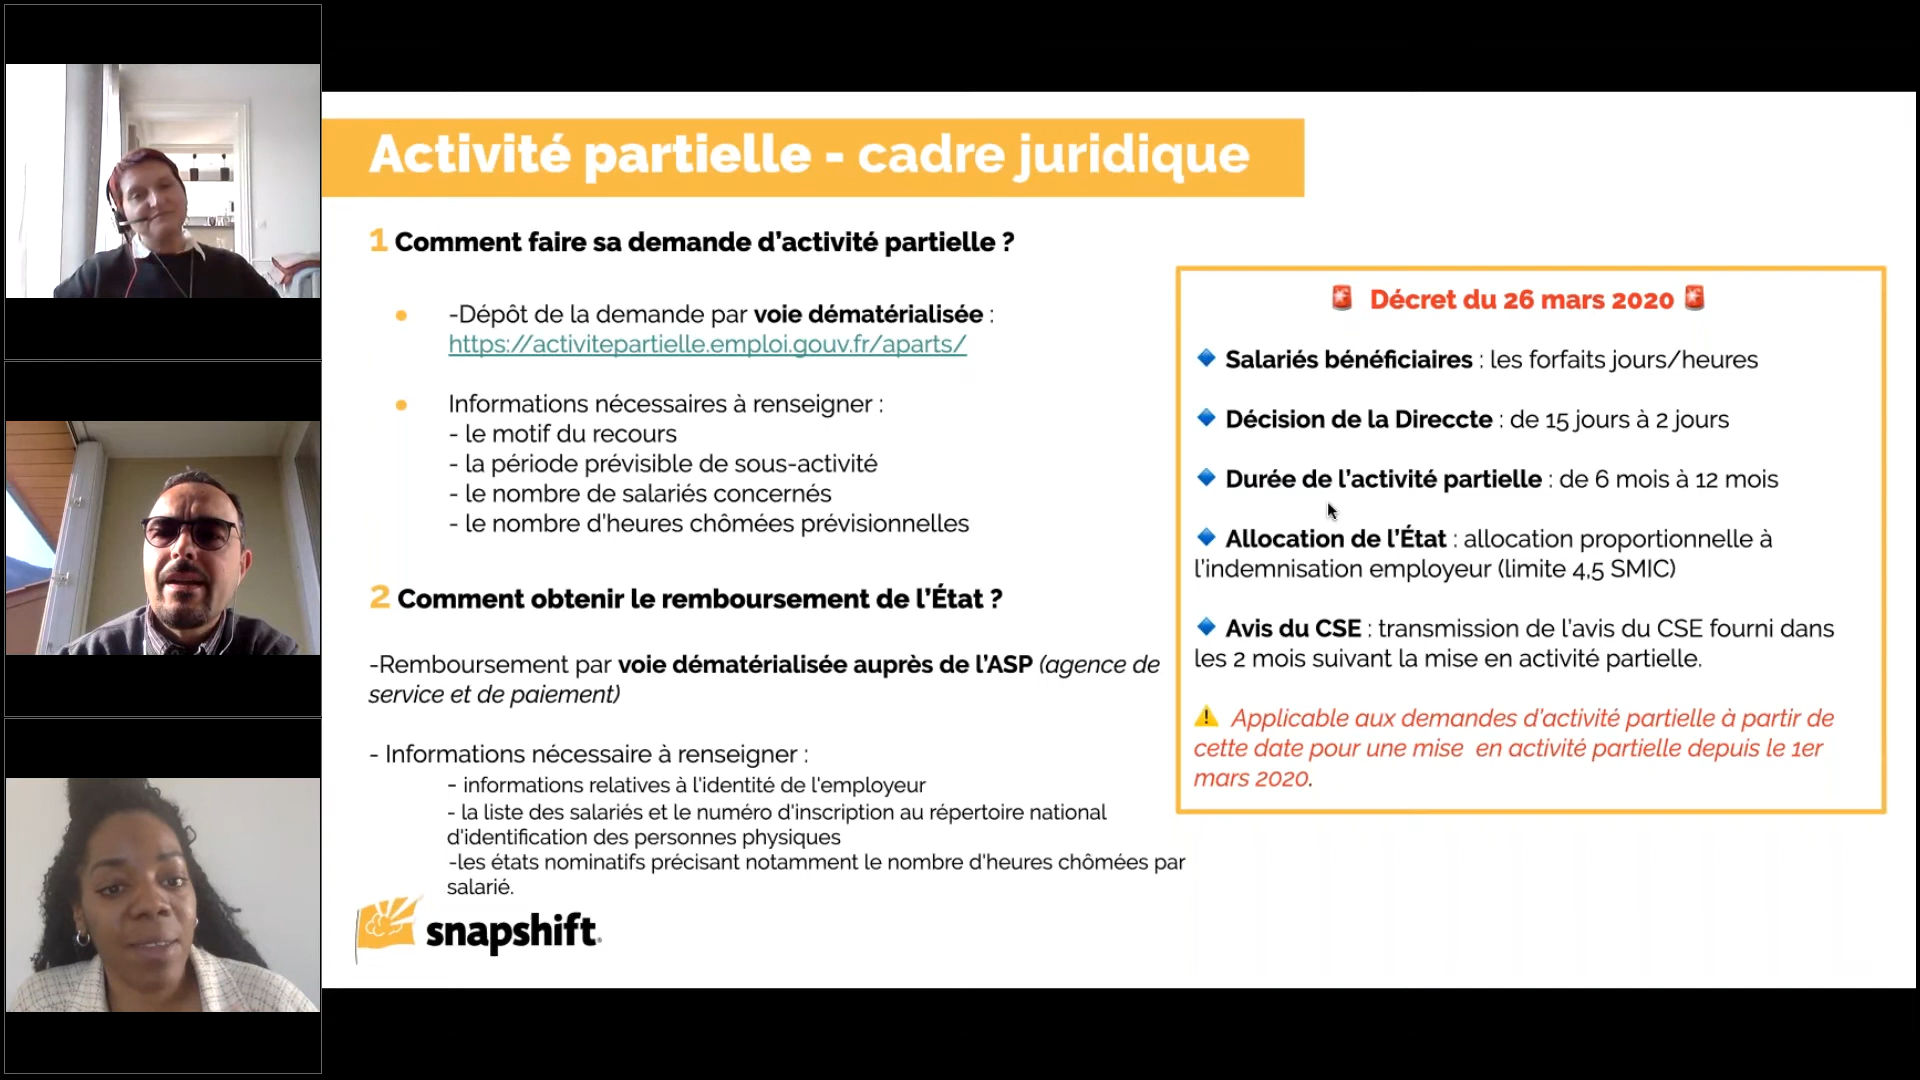 Activité partielle - cadre juridique
1 Comment faire sa demande d'activité partielle ?
-Dépôt de la demande par voie dématérialisée :
https://activitepartielle.emploi.gouv.fr/aparts/
Informations nécessaires à renseigner :
- le motif du recours
- la période prévisible de sous-activité
- le nombre de salariés concernés
- le nombre d'heures chômées prévisionnelles
2 Comment obtenir le remboursement de l'État ?
-Remboursement par voie dématérialisée auprès de l'ASP (agence de
service et de paiement)
- Informations nécessaire à renseigner :
- informations relatives à l'identité de l'employeur
- la liste des salariés et le numéro d'inscription au répertoire national
d'identification des personnes physiques
-les états nominatifs précisant notamment le nombre d'heures chômées par
salarié.
snapshift
Décret du 26 mars 2020
Salariés bénéficiaires : les forfaits jours/heures
Décision de la Direccte : de 15 jours à 2 jours
Durée de l'activité partielle : de 6 mois à 12 mois
Allocation de l'État : allocation proportionnelle à
l'indemnisation employeur (limite 4,5 SMIC)
Avis du CSE : transmission de l'avis du CSE fourni dans
les 2 mois suivant la mise en activité partielle.
Applicable aux demandes d'activité partielle à partir de
cette date pour une mise en activité partielle depuis le 1er
mars 2020.